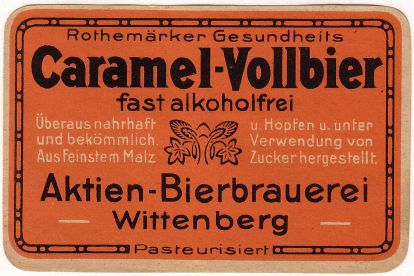 Rothemärker Gesundheits
Caramel-Vollbier
fast alkoholfrei
Überaus nahrhaft
und bekömmlich.
Aus feinstem Malz
u. Hopfen u. unter
Verwendung von
Zucker hergestellt.
Aktien-Bierbrauerei
Wittenberg
Pasteurisiert